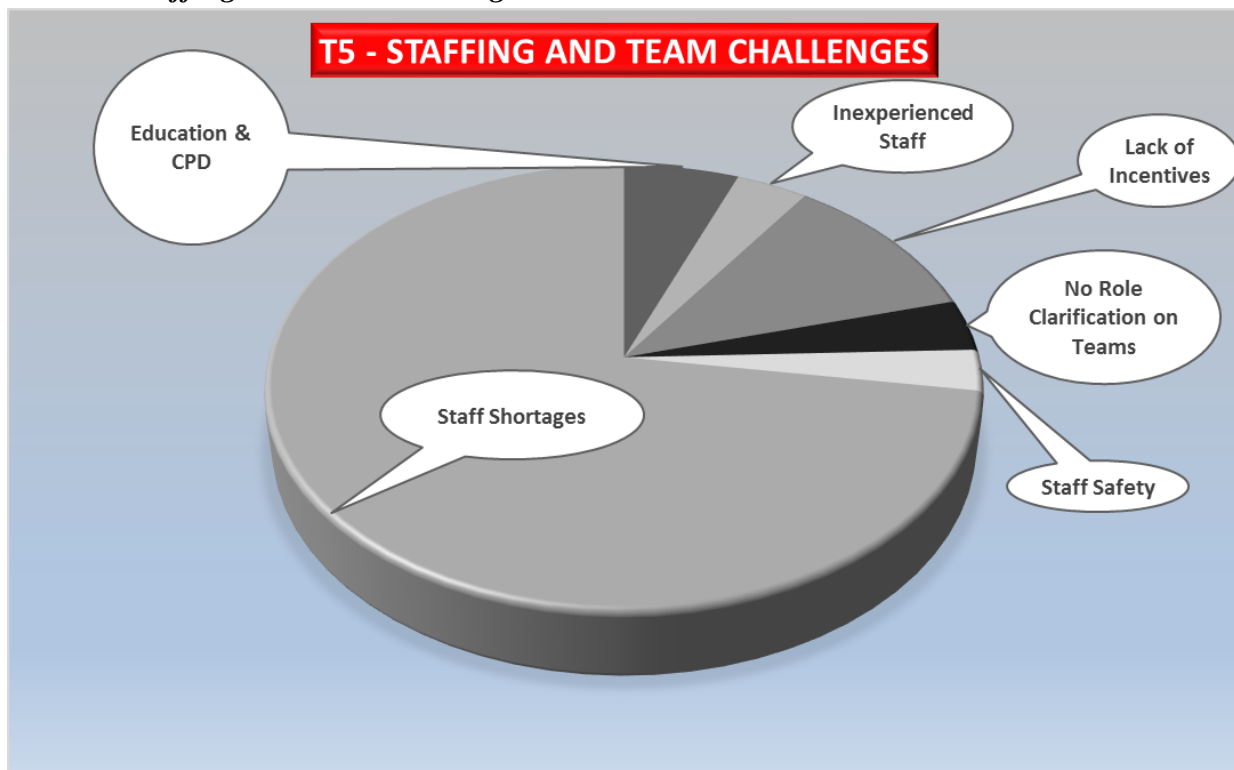 T5 - STAFFING AND TEAM CHALLENGES
Education &
CPD
Inexperienced
Staff
Lack of
Incentives
No Role
Clarification on
Teams
Staff Shortages
Staff Safety